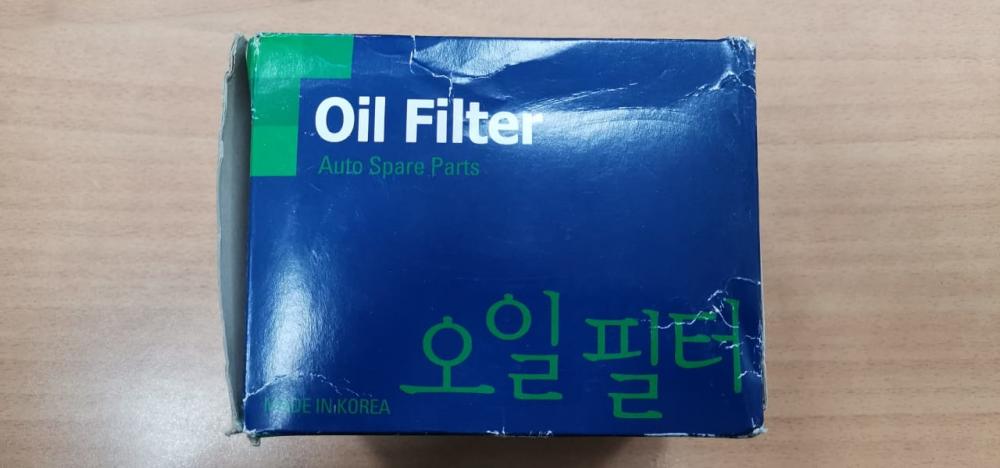 Oil Filter
Auto Spare Parts
오일 필터
MADE IN KOREA